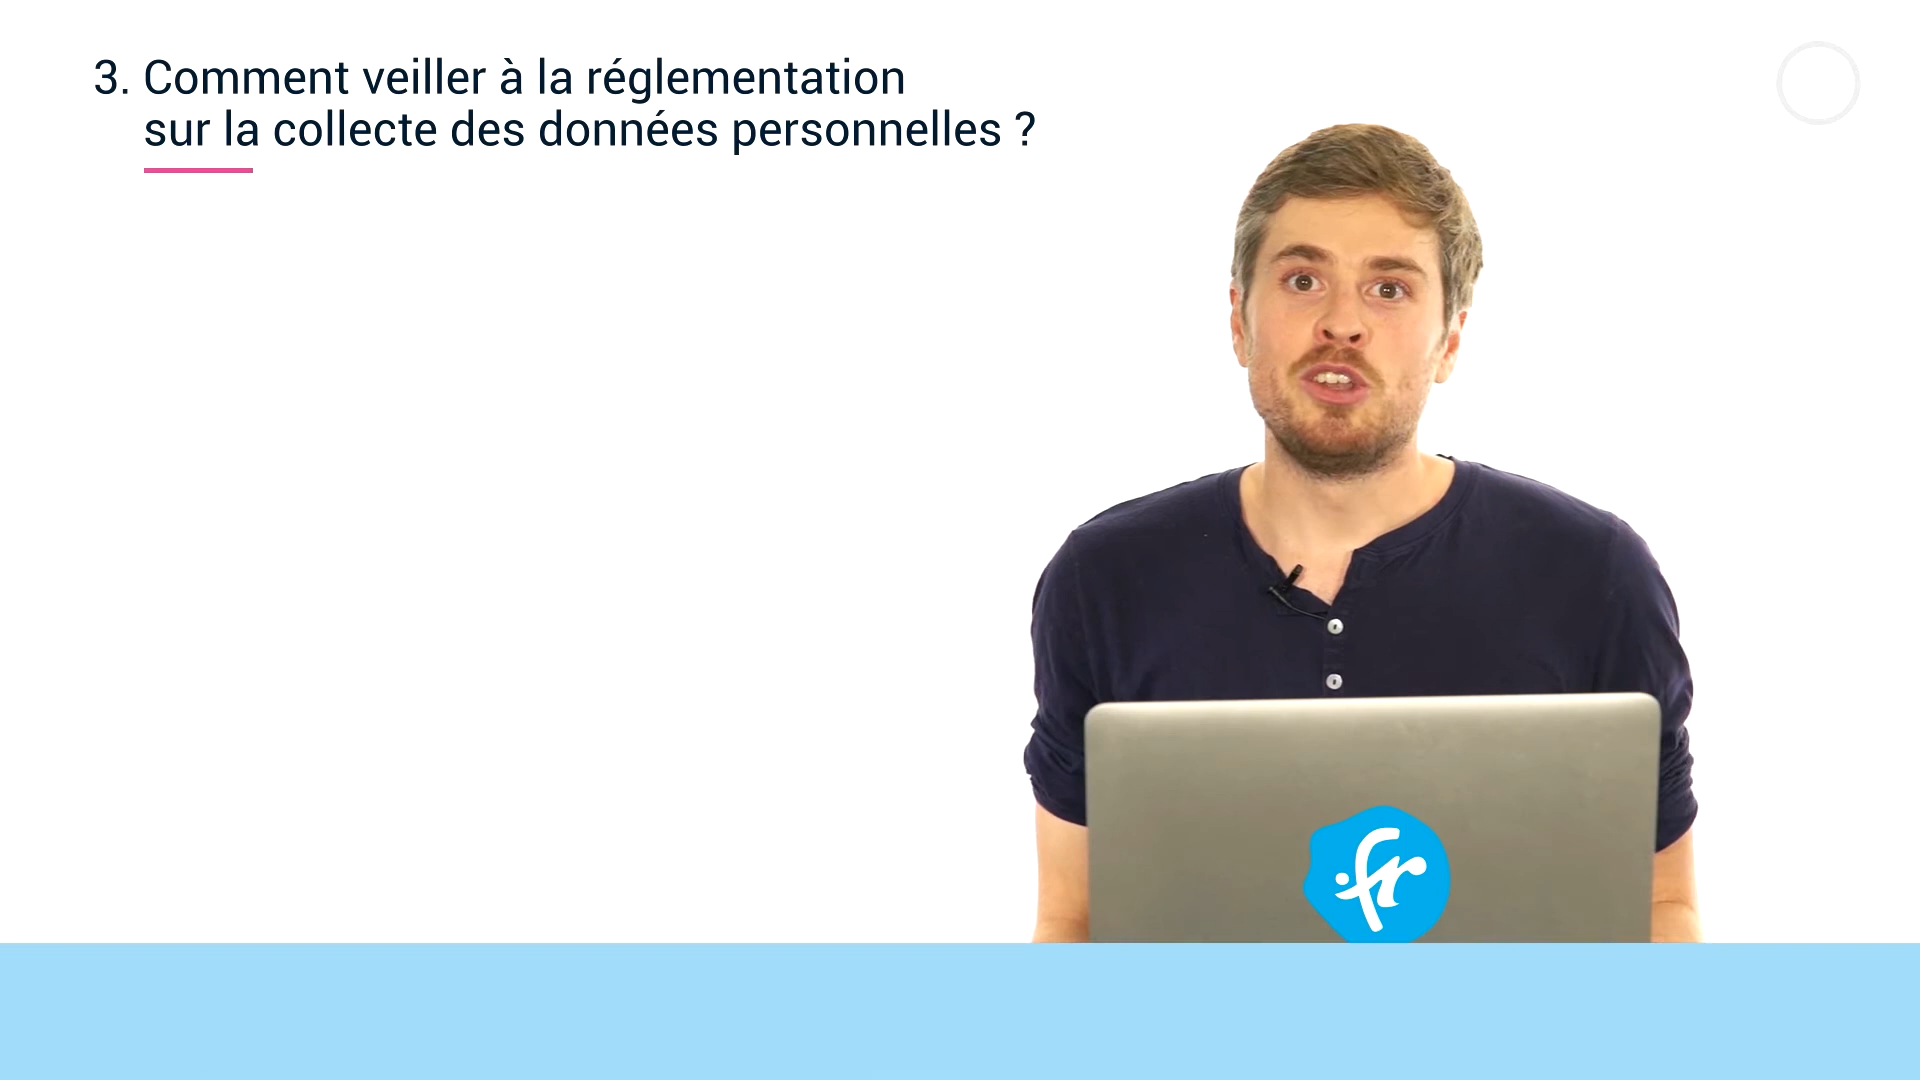 3. Comment veiller à la réglementation
sur la collecte des données personnelles ?
.fr